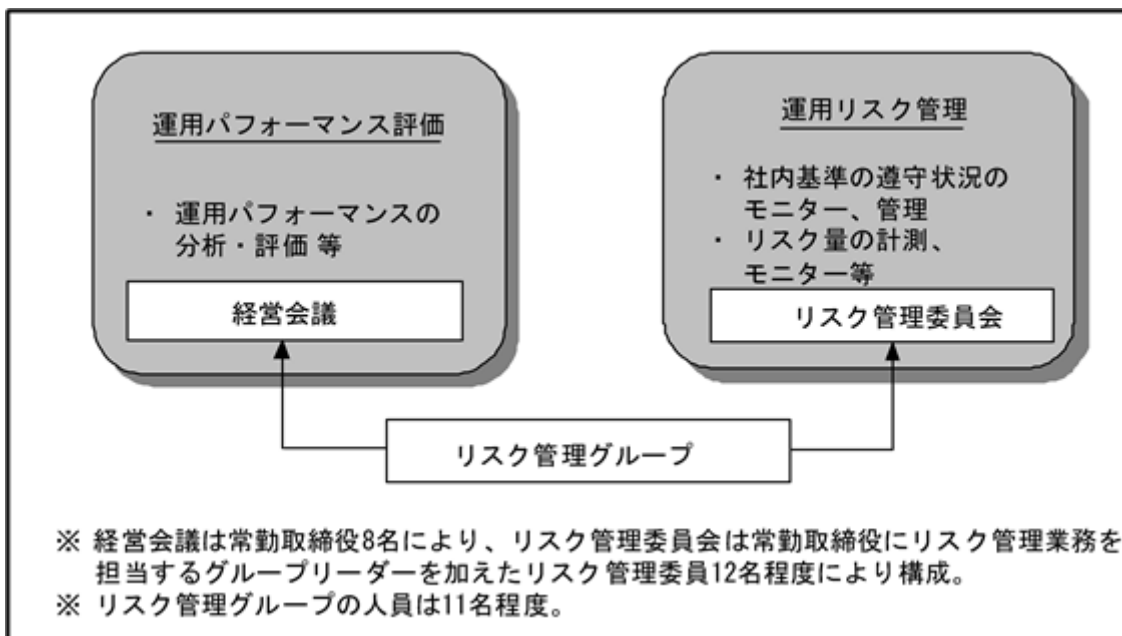 運用パフォーマンス評価
・ 運用パフォーマンスの
分析・評価 等
経営会議
運用リスク管理
・ 社内基準の遵守状況の
モニター、管理
・ リスク量の計測、
モニター等
リスク管理委員会
リスク管理グループ
※ 経営会議は常勤取締役8名により、リスク管理委員会は常勤取締役にリスク管理業務を
担当するグループリーダーを加えたリスク管理委員12名程度により構成。
※ リスク管理グループの人員は11名程度。